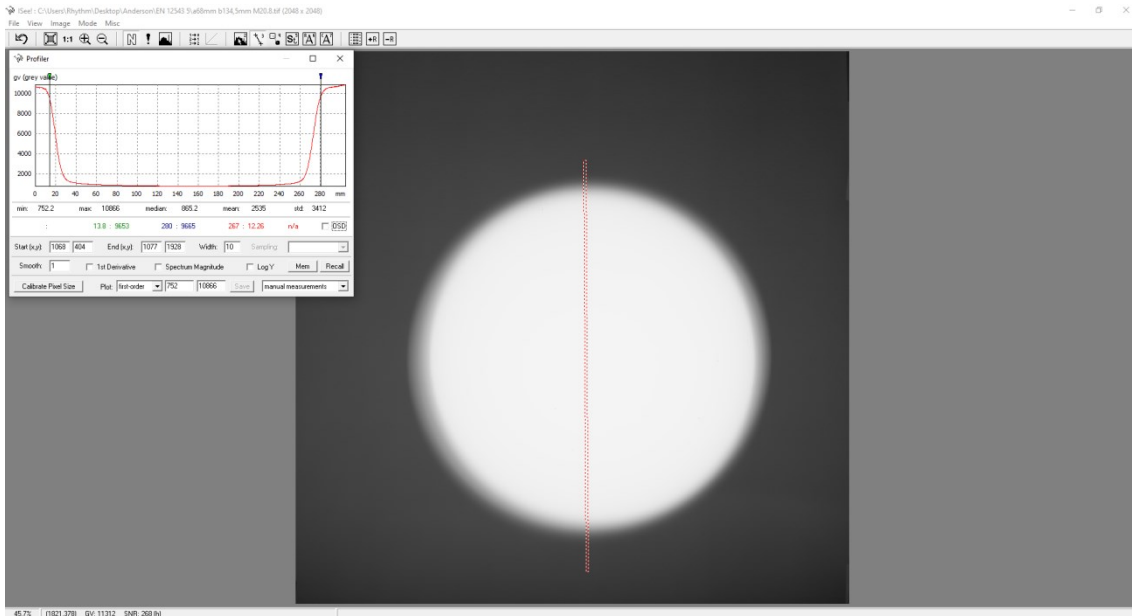 iSee! : C:\Users\Rhythm\Desktop\Anderson\EN 12543 5\a68mm b134,5mm M20.8.tif (2048 x 2048)
File View Image Mode Misc
1:1
Profiler
gv (grey value)
10000
8000
6000
4000
2000
0 20 40 60 80 100 120 140 160 180 200 220 240 260 280 mm
min: 752.2 max: 10866 median: 865.2 mean: 2535 std: 3412
: 13.8 : 9653 280 : 9665 267 : 12.26 n/a DSD
Start (x,y): 1068 404 End (x,y): 1077 1928 Width: 10 Sampling:
Smooth: 1 1st Derivative Spectrum Magnitude Log Y Mem Recall
Calibrate Pixel Size Plot: first-order 752 10866 Save manual measurements
45.7% (1821,378) GV: 11312 SNR: 268 lh|